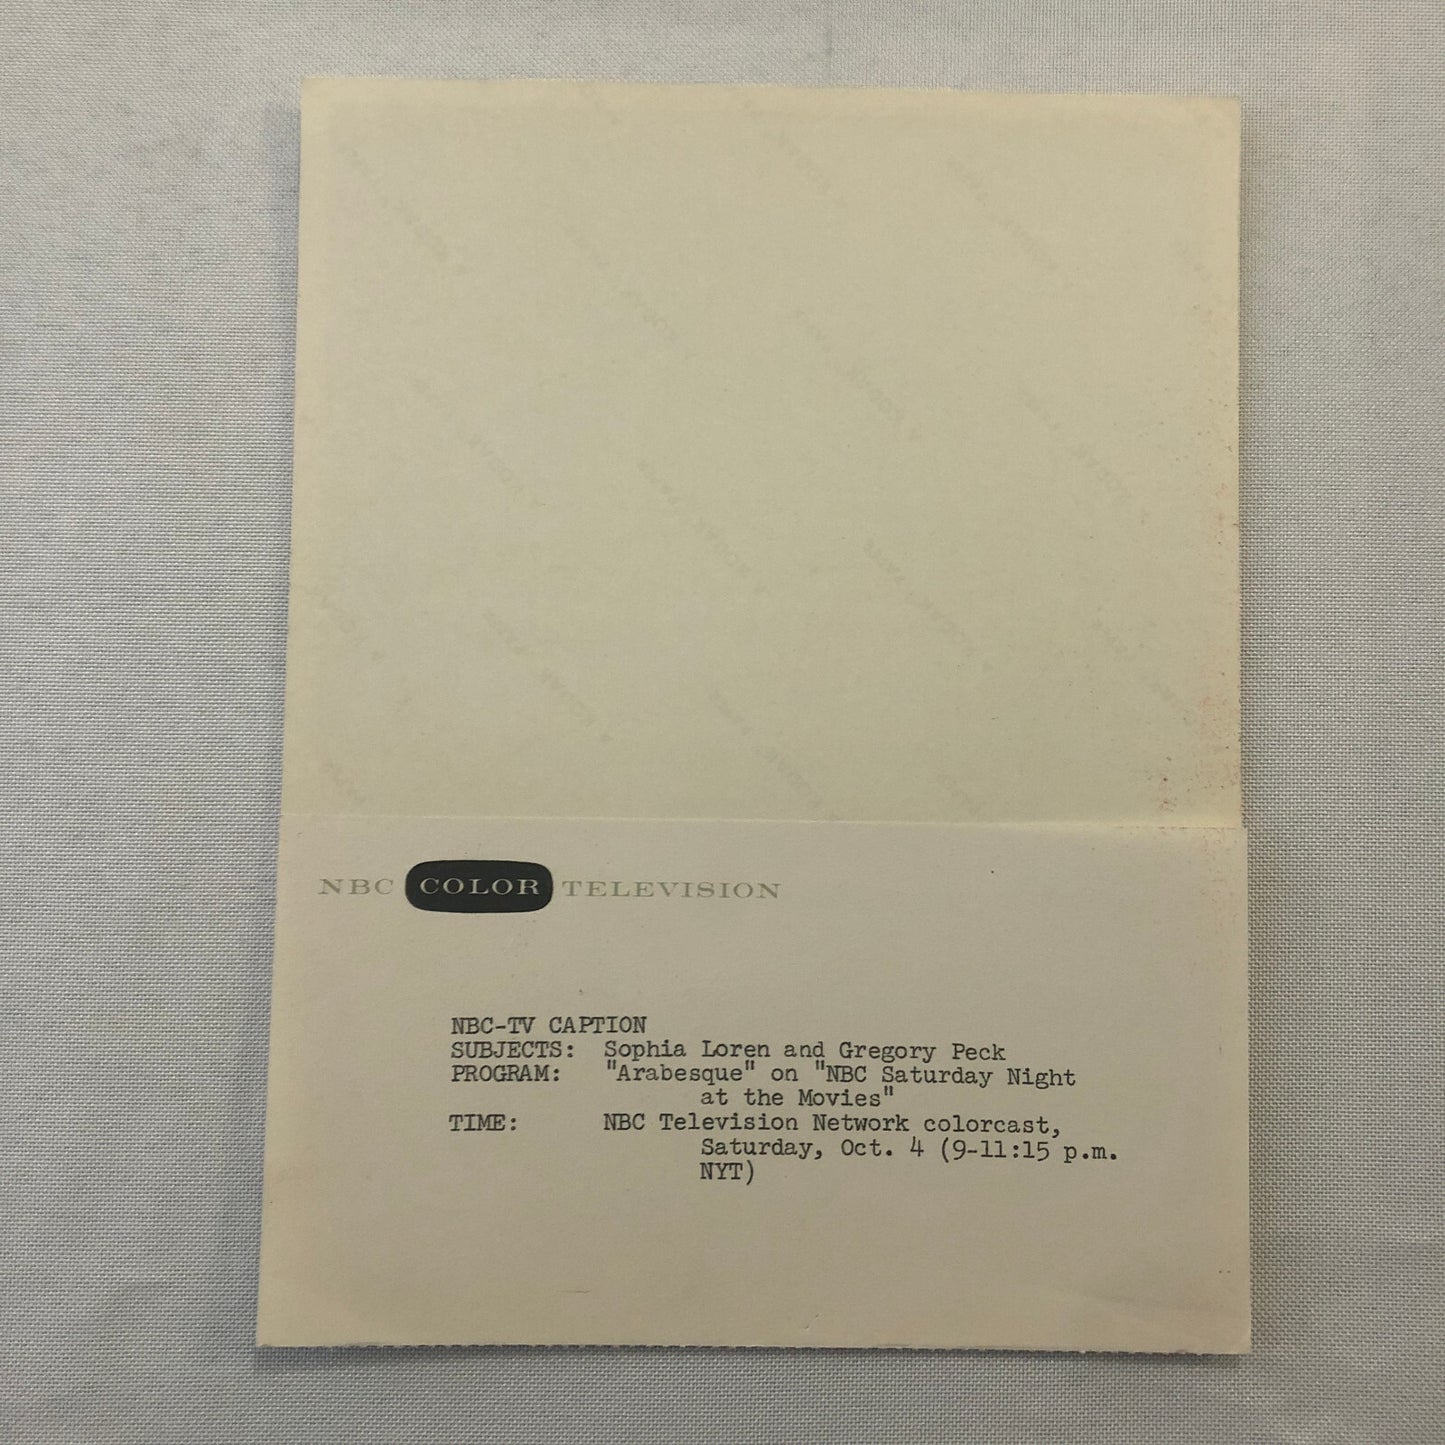 NBC COLOR TELEVISION
NBC-TV CAPTION
SUBJECTS: Sophia Loren and Gregory Peck
PROGRAM: "Arabesque" on "NBC Saturday Night
at the Movies"
TIME: NBC Television Network colorcast,
Saturday, Oct. 4 (9-11:15 p.m.
NYT)